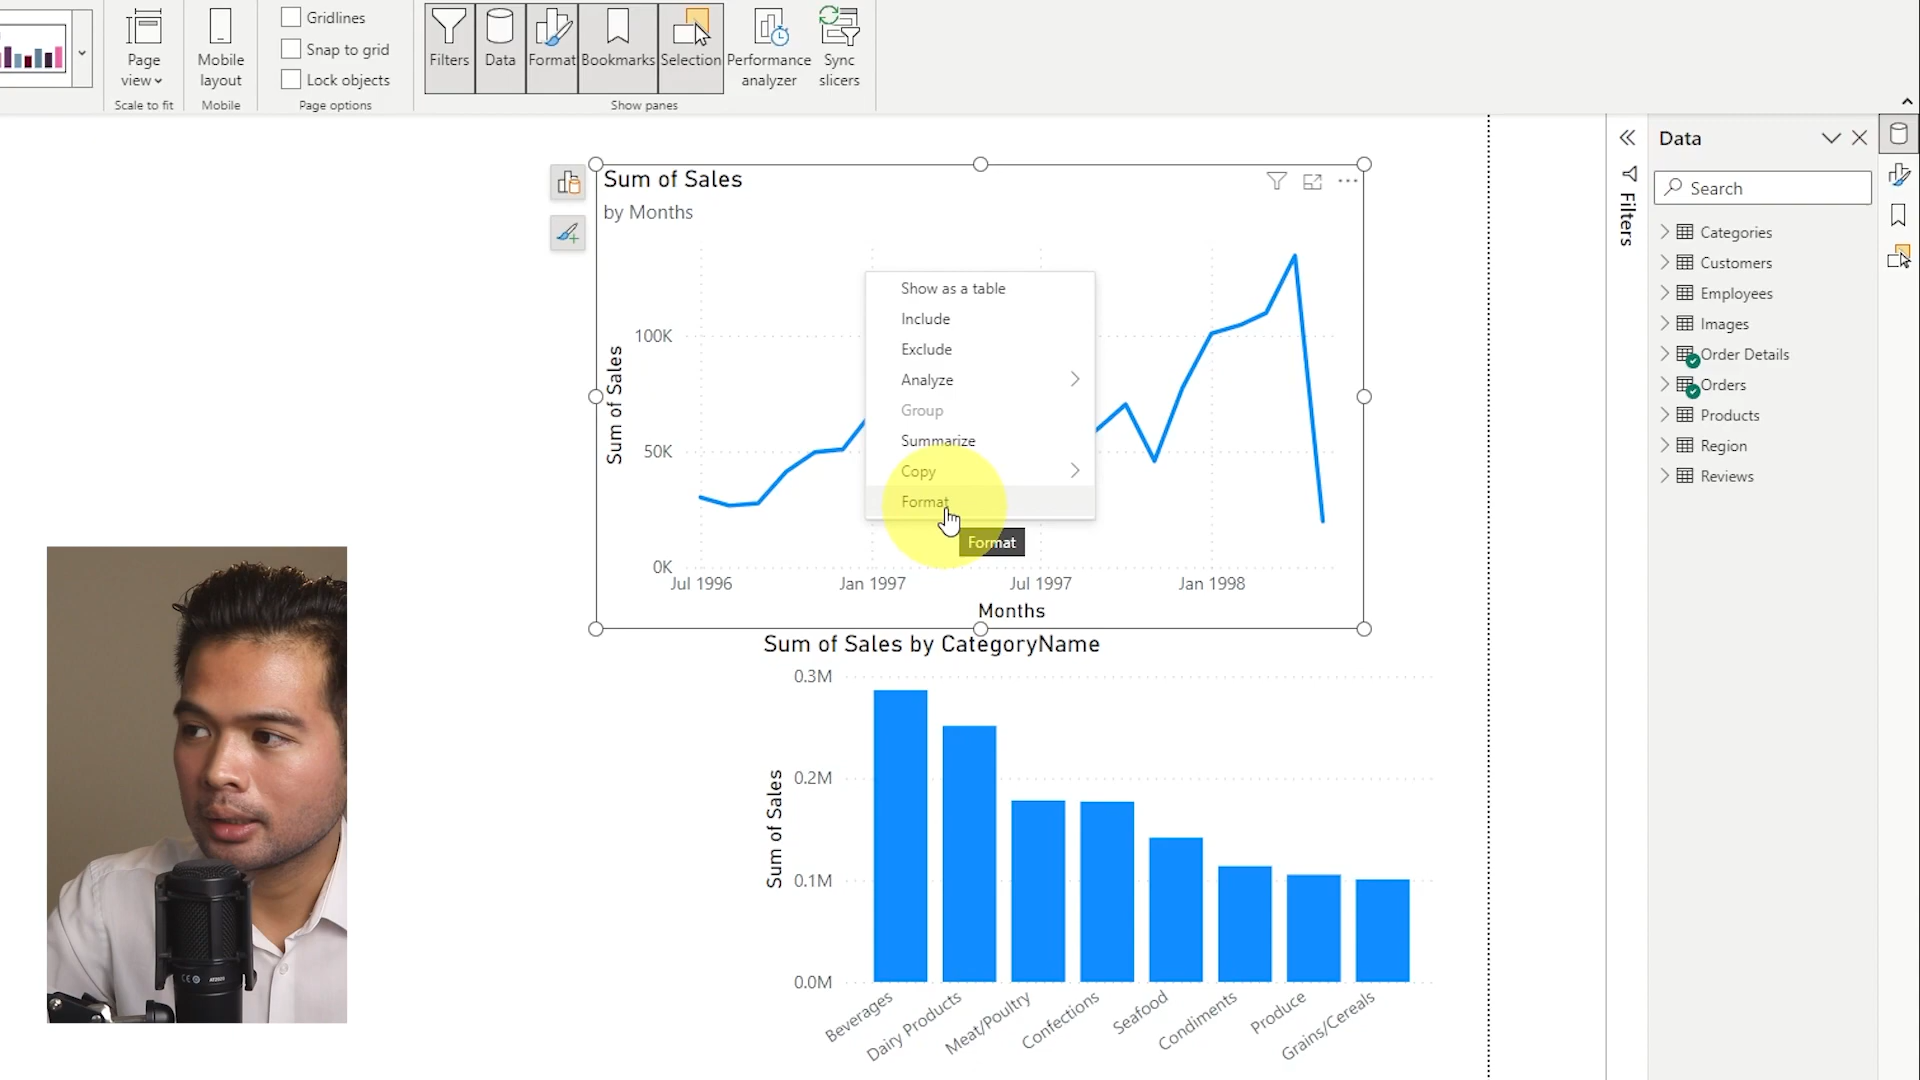 Page
view
Scale to fit
Mobile
layout
Mobile
Gridlines
Snap to grid
Lock objects
Page options
Filters
Data
Format
Bookmarks
Selection
Performance
analyzer
Sync
slicers
Show panes
Sum of Sales
by Months
Sum of Sales
100K
50K
0K
Jul 1996
Jan 1997
Jul 1997
Jan 1998
Months
Show as a table
Include
Exclude
Analyze
Group
Summarize
Copy
Format
Format
Sum of Sales by CategoryName
Sum of Sales
0.3M
0.2M
0.1M
0.0M
Beverages
Dairy Products
Meat/Poultry
Confections
Seafood
Condiments
Produce
Grains/Cereals
Filters
Data
Search
Categories
Customers
Employees
Images
Order Details
Orders
Products
Region
Reviews